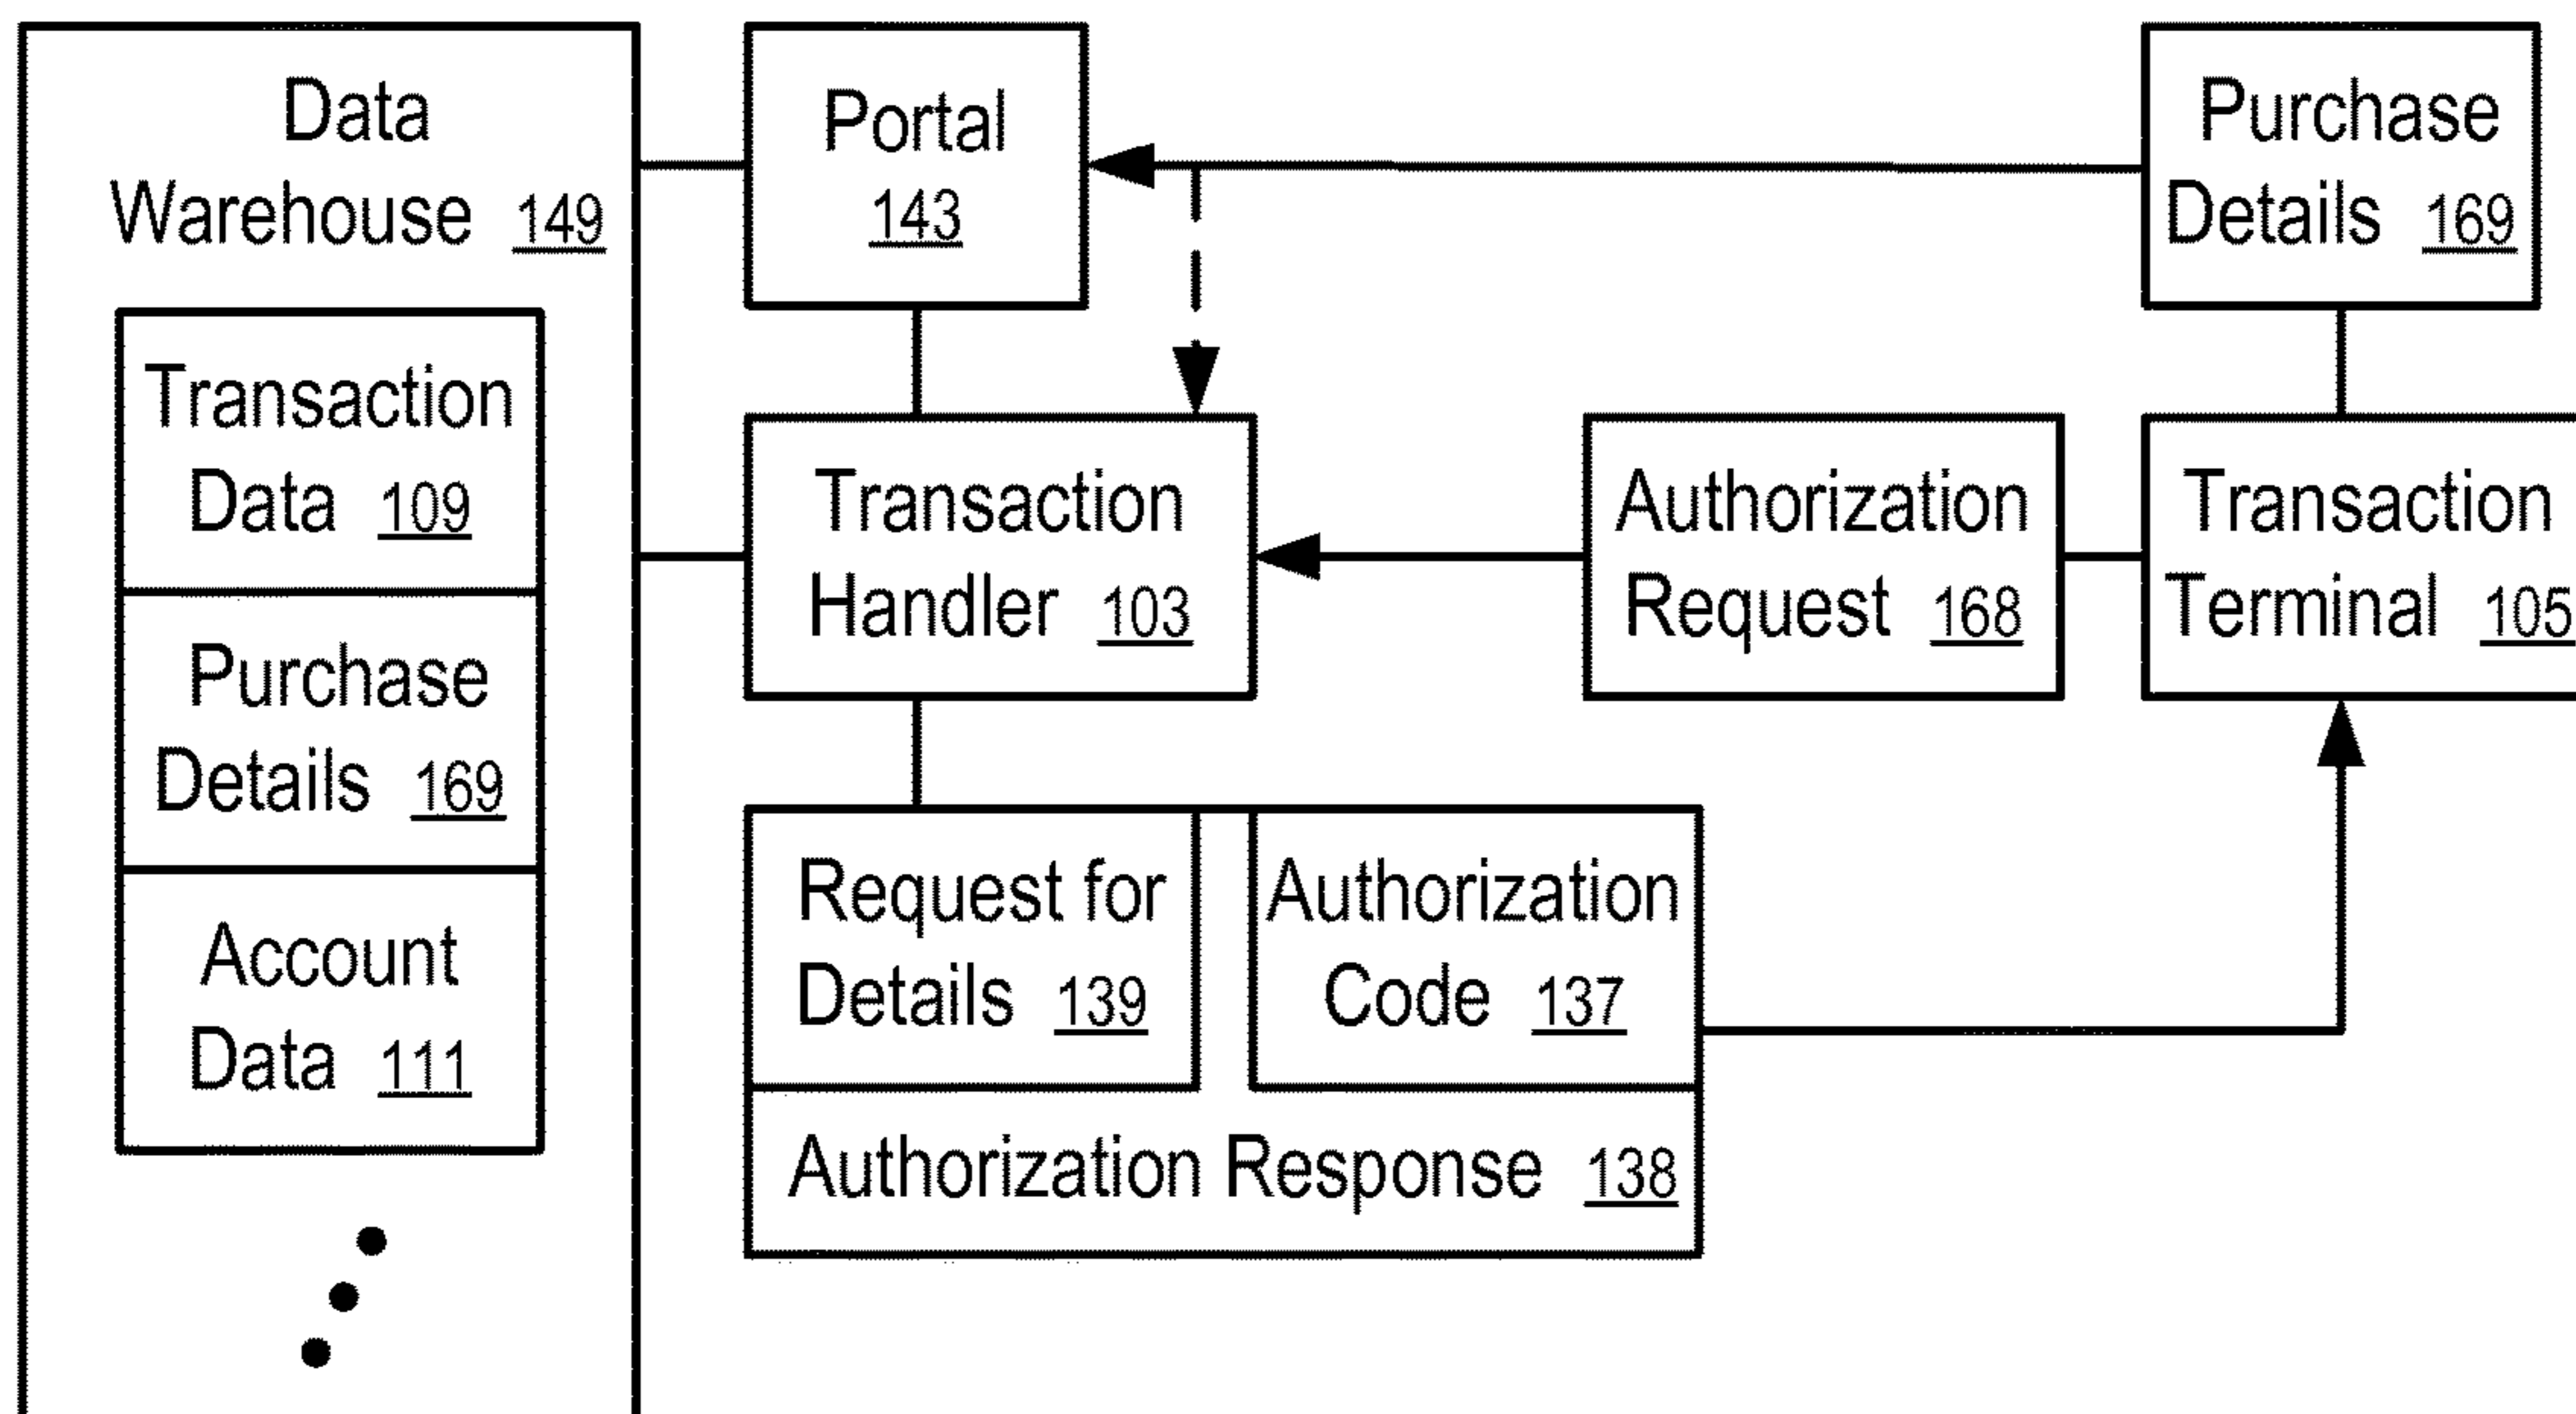 Data
Warehouse 149
Transaction
Data 109
Purchase
Details 169
Account
Data 111
Portal
143
Purchase
Details 169
Transaction
Handler 103
Authorization
Request 168
Transaction
Terminal 105
Request for
Details 139
Authorization
Code 137
Authorization Response 138